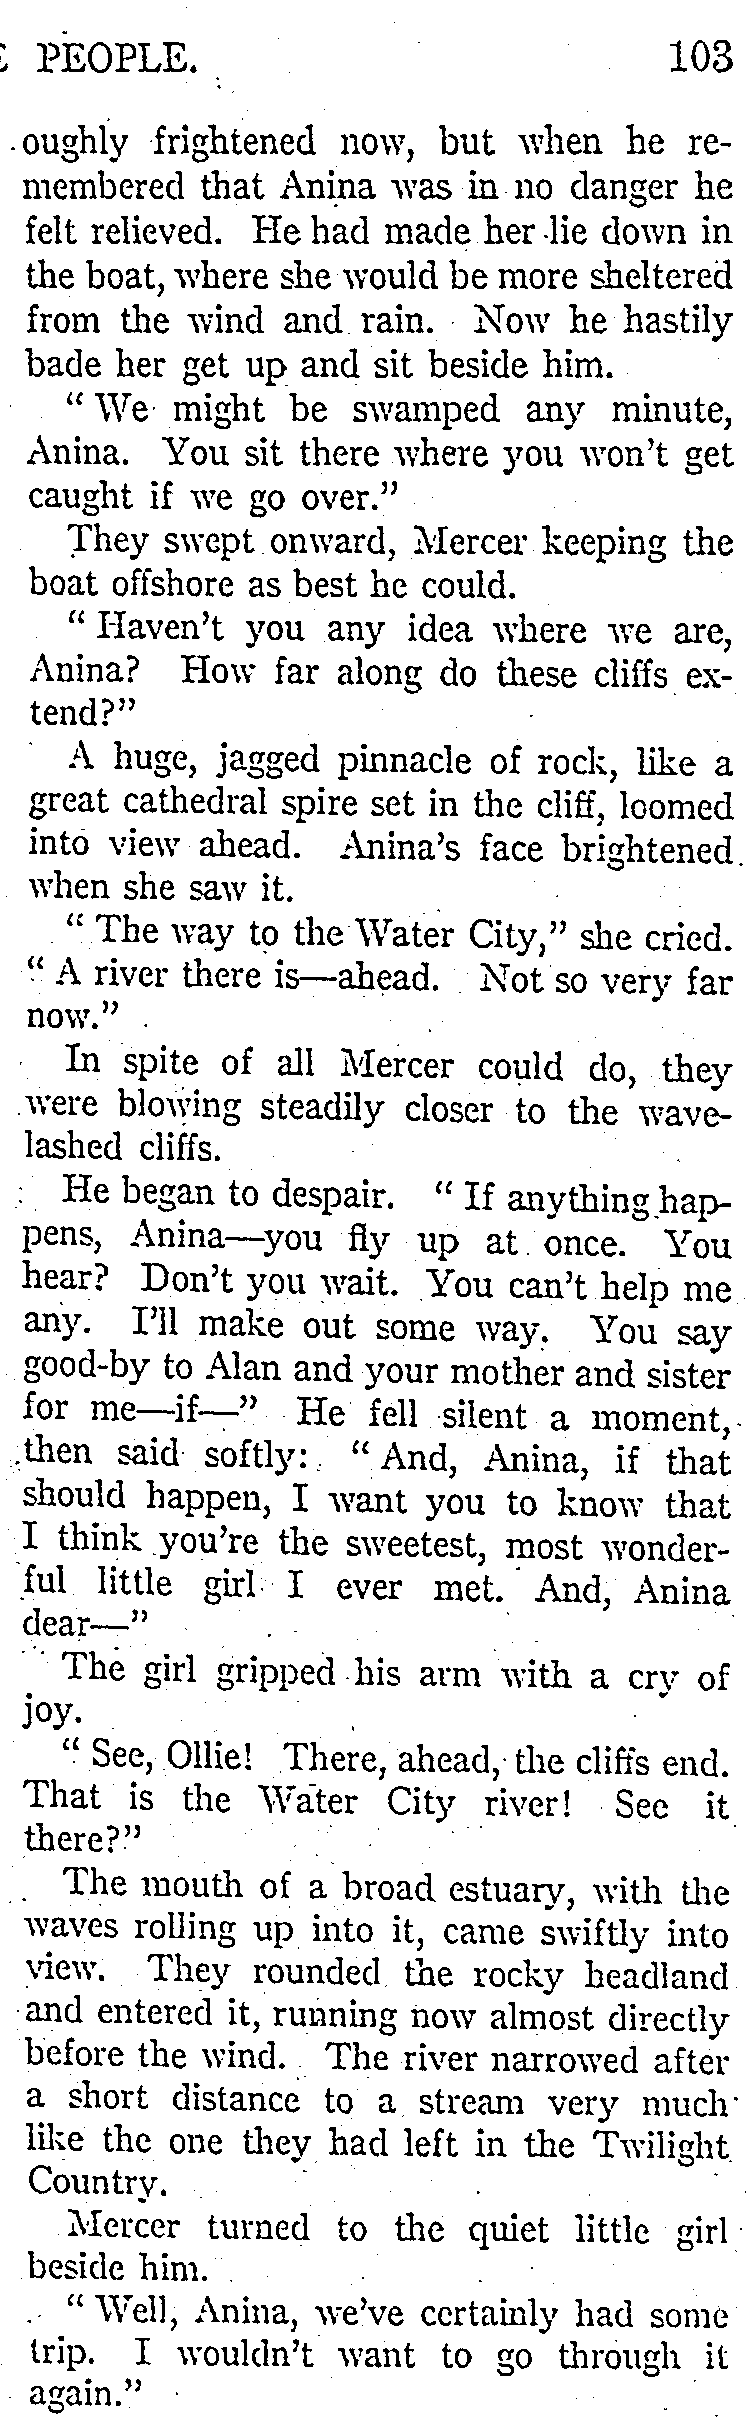 PEOPLE. 103
oughly frightened now, but when he re-
membered that Anina was in no danger he
felt relieved. He had made her lie down in
the boat, where she would be more sheltered
from the wind and rain. Now he hastily
bade her get up and sit beside him.
" We might be swamped any minute,
Anina. You sit there where you won't get
caught if we go over."
They swept onward, Mercer keeping the
boat offshore as best he could.
" Haven't you any idea where we are,
Anina? How far along do these cliffs ex-
tend?"
A huge, jagged pinnacle of rock, like a
great cathedral spire set in the cliff, loomed
into view ahead. Anina's face brightened
when she saw it.
" The way to the Water City," she cried.
" A river there is—ahead. Not so very far
now."
In spite of all Mercer could do, they
were blowing steadily closer to the wave-
lashed cliffs.
He began to despair. " If anything hap-
pens, Anina—you fly up at once. You
hear? Don't you wait. You can't help me
any. I'll make out some way. You say
good-by to Alan and your mother and sister
for me—if—" He fell silent a moment,
then said softly: " And, Anina, if that
should happen, I want you to know that
I think you're the sweetest, most wonder-
ful little girl I ever met. And, Anina
dear—"
The girl gripped his arm with a cry of
joy.
" See, Ollie! There, ahead, the cliffs end.
That is the Water City river! See it
there?"
The mouth of a broad estuary, with the
waves rolling up into it, came swiftly into
view. They rounded the rocky headland
and entered it, running now almost directly
before the wind. The river narrowed after
a short distance to a stream very much
like the one they had left in the Twilight
Country.
Mercer turned to the quiet little girl
beside him.
" Well, Anina, we've certainly had some
trip. I wouldn't want to go through it
again."